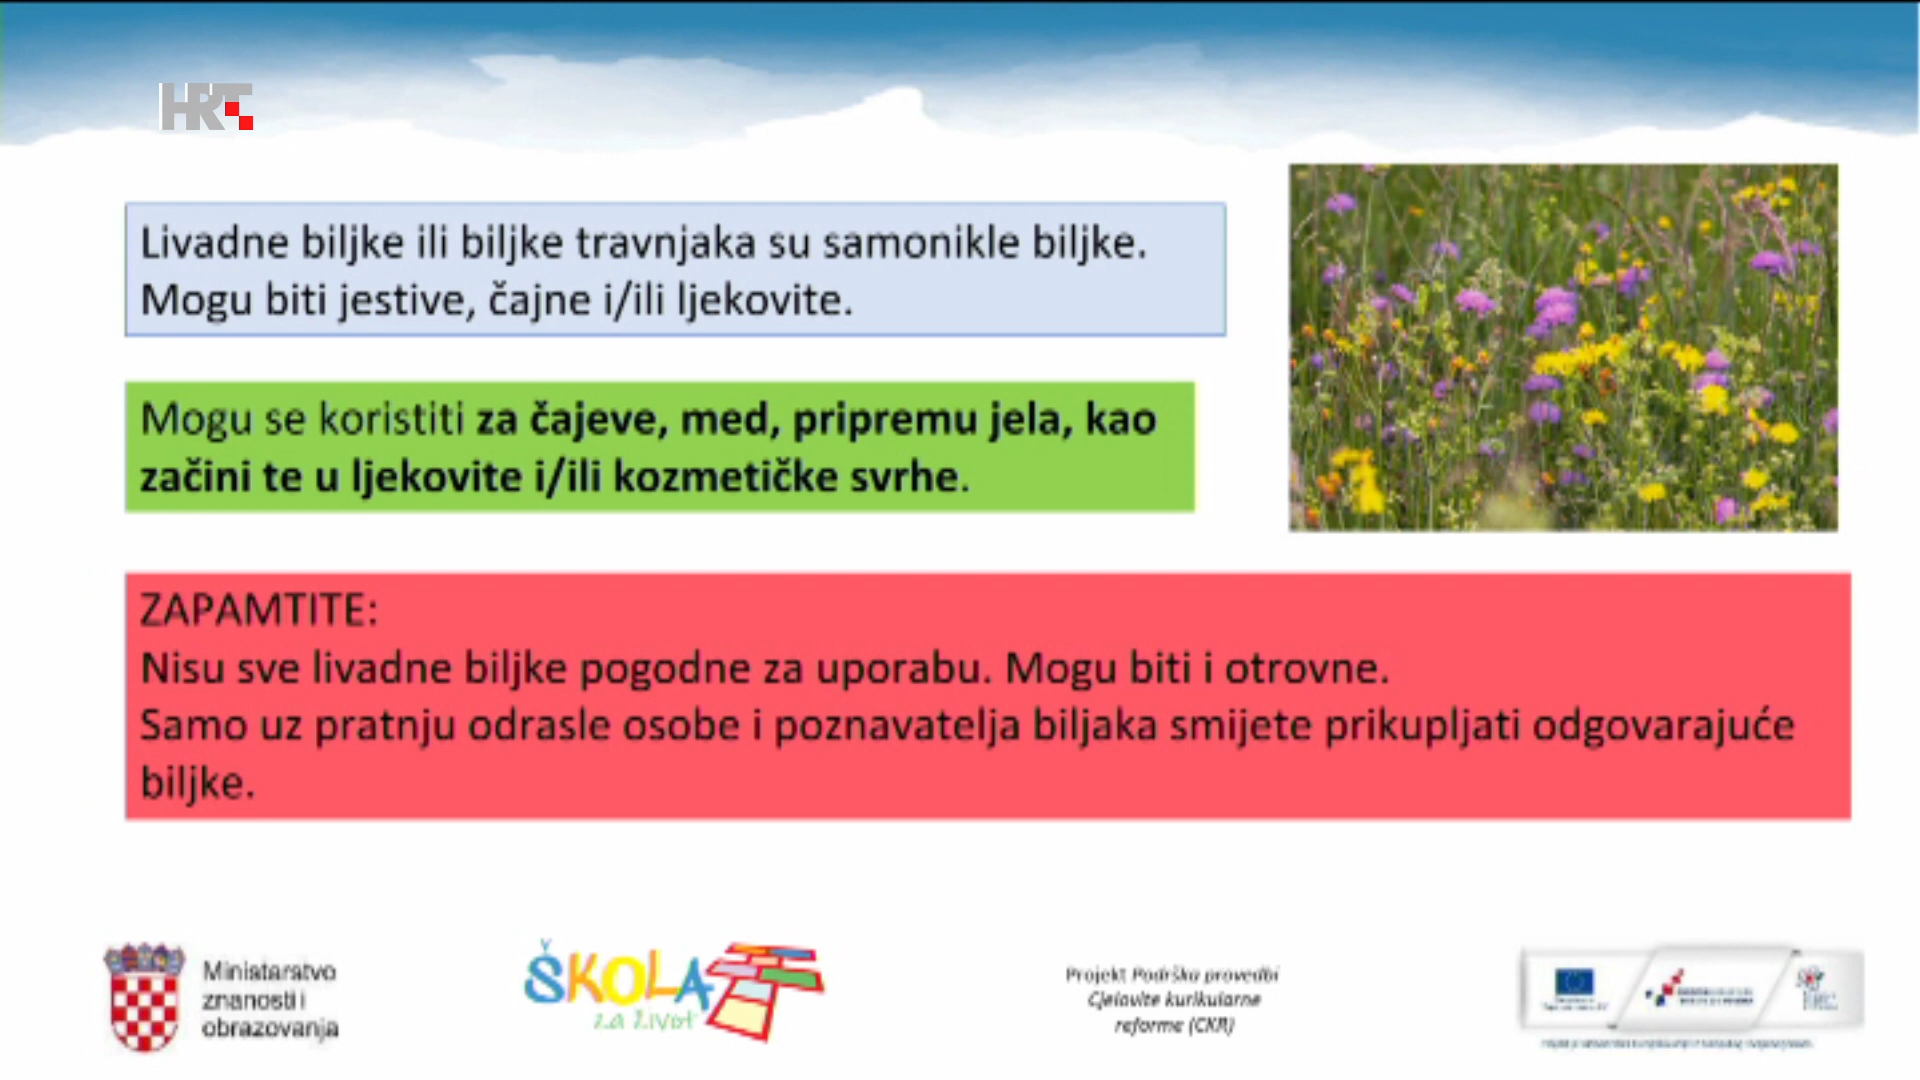 HRT
Livadne biljke ili biljke travnjaka su samonikle biljke.
Mogu biti jestive, čajne i/ili ljekovite.
Mogu se koristiti za čajeve, med, pripremu jela, kao
začini te u ljekovite i/ili kozmetičke svrhe.
ZAPAMTITE:
Nisu sve livadne biljke pogodne za uporabu. Mogu biti i otrovne.
Samo uz pratnju odrasle osobe i poznavatelja biljaka smijete prikupljati odgovarajuće
biljke.
Ministarstvo
znanosti i
obrazovanja
ŠKOLA
za život
Projekt Podrška provedbi
Cjelovite kurikularne
reforme (CKR)